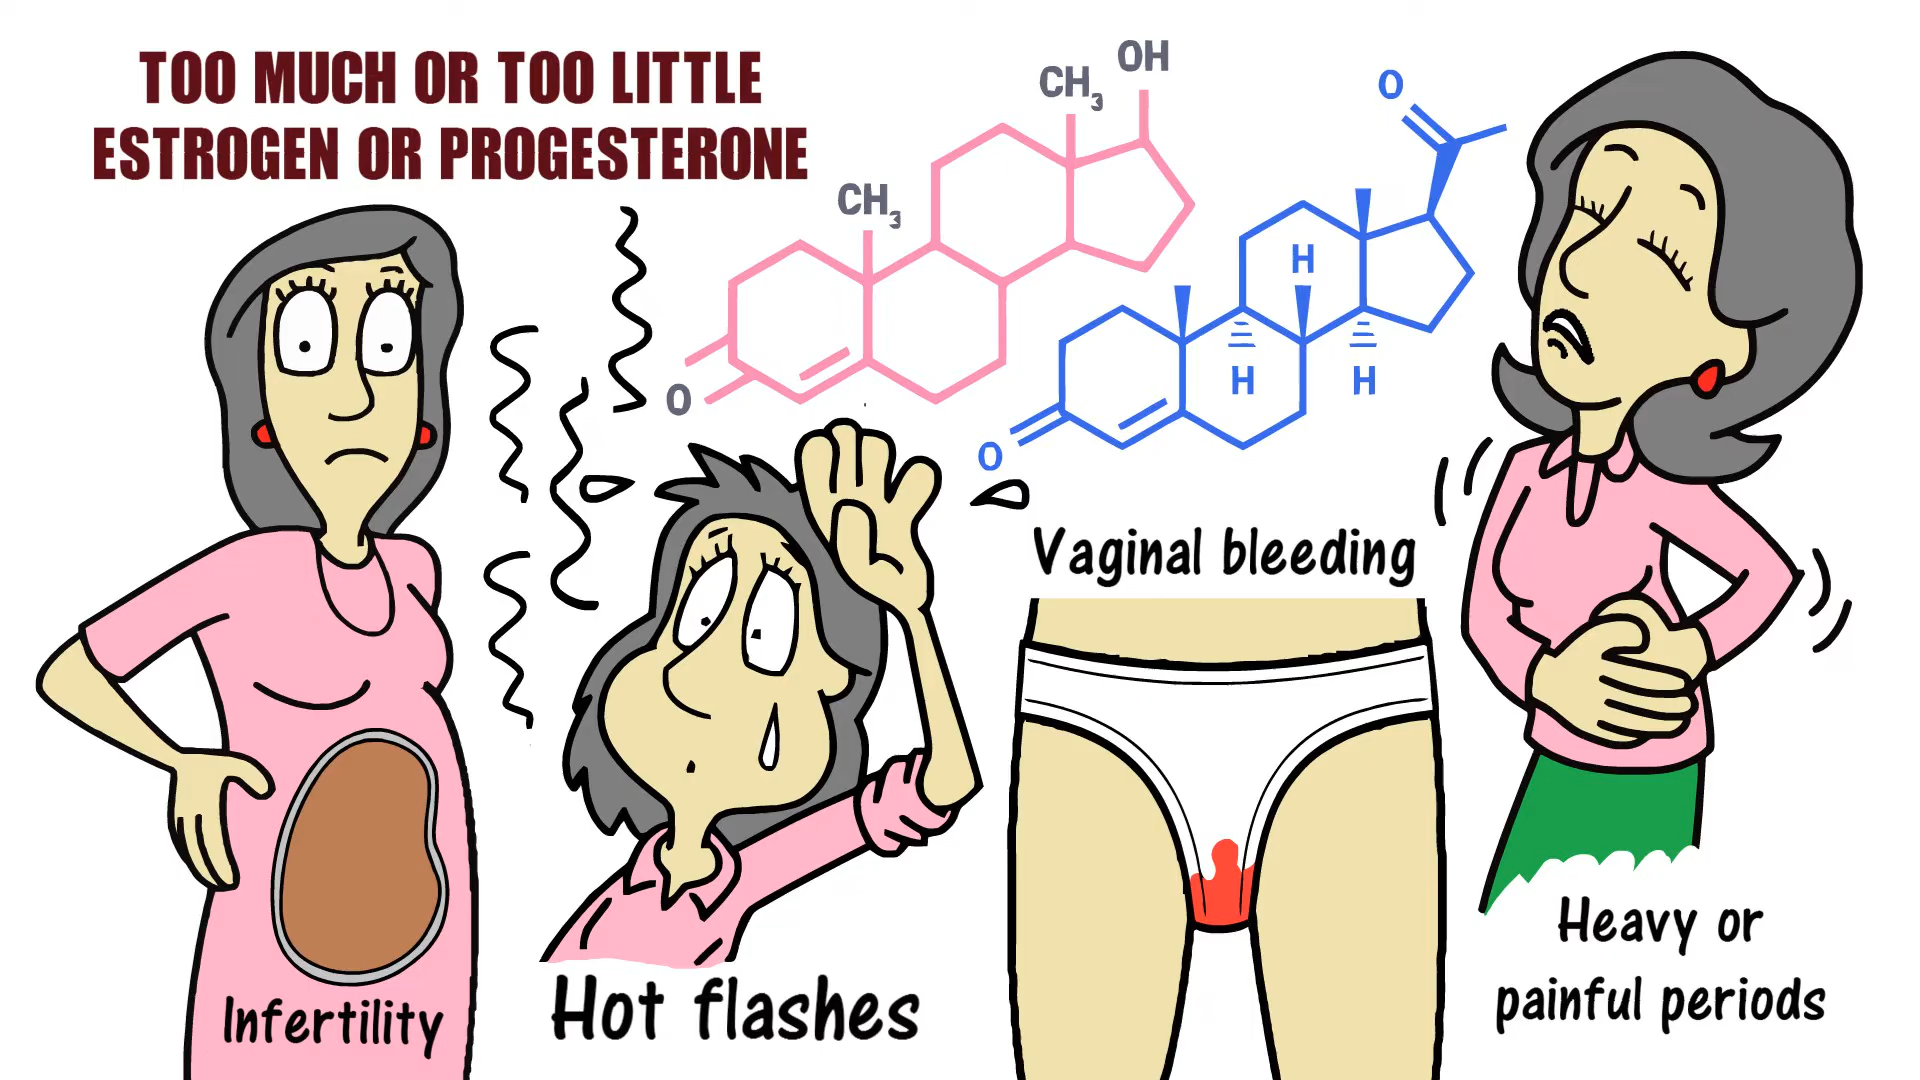 TOO MUCH OR TOO LITTLE
ESTROGEN OR PROGESTERONE
OH
CH3
CH3
O
O
H
H
H
O
Vaginal bleeding
Infertility
Hot flashes
Heavy or
painful periods